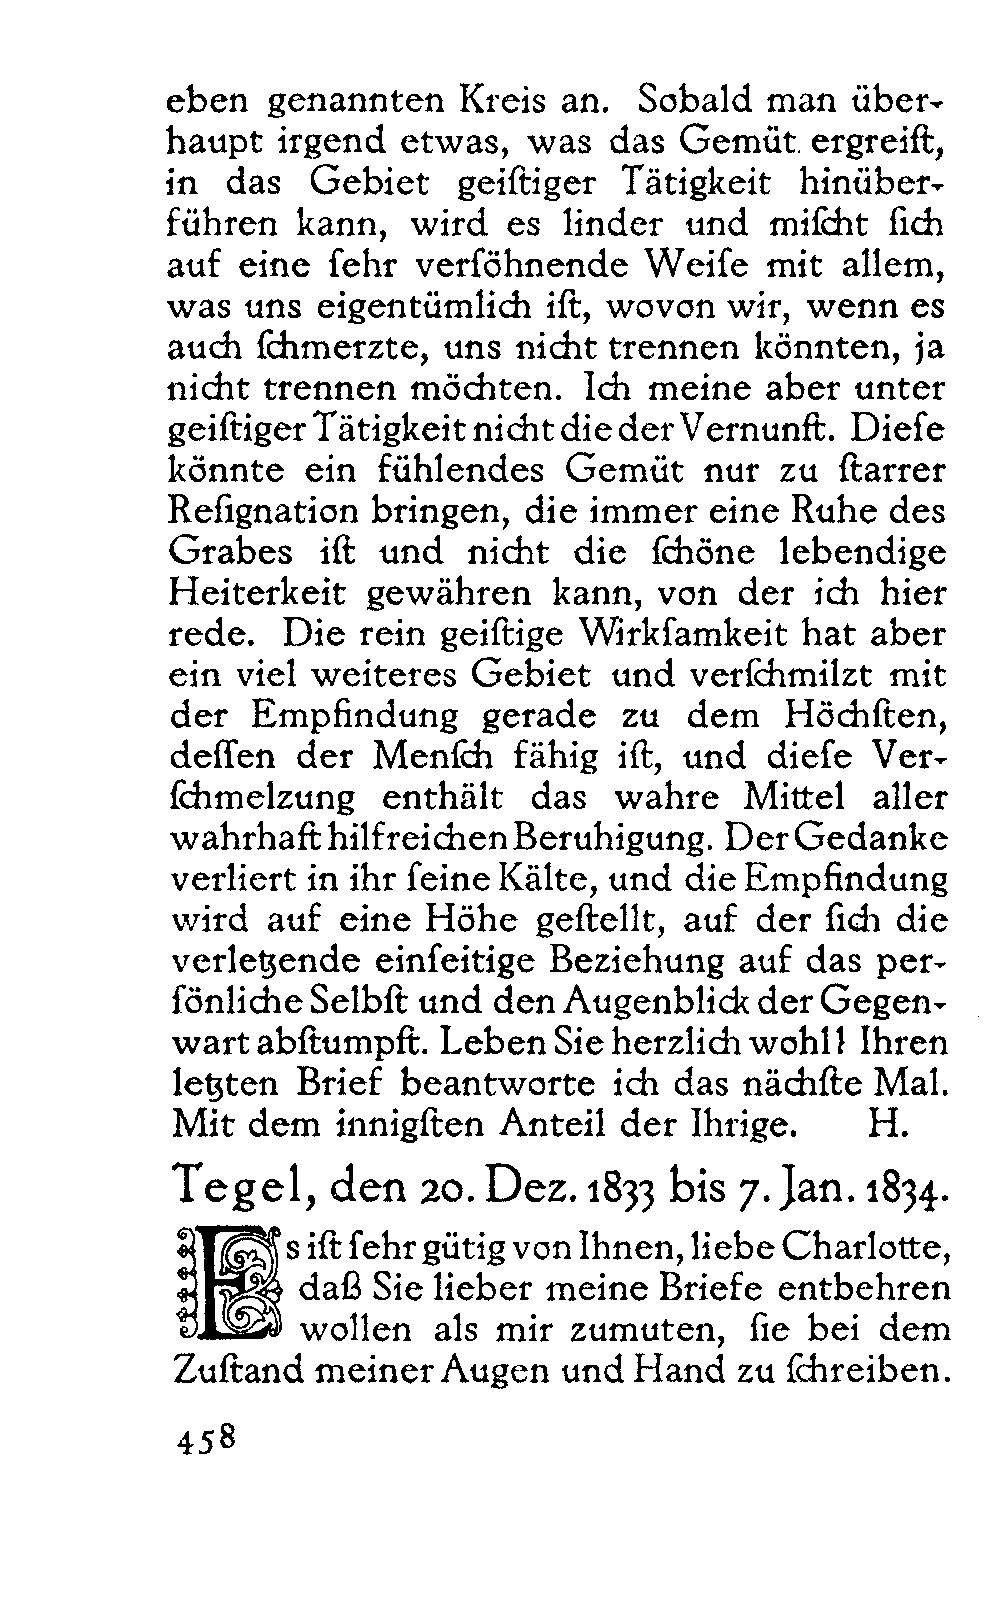 eben genannten Kreis an. Sobald man über-
haupt irgend etwas, was das Gemüt. ergreift,
in das Gebiet geiſtiger Tätigkeit hinüber-
führen kann, wird es linder und miſcht ſich
auf eine ſehr verſöhnende Weiſe mit allem,
was uns eigentümlich iſt, wovon wir, wenn es
auch ſchmerzte, uns nicht trennen könnten, ja
nicht trennen möchten. Ich meine aber unter
geiſtiger Tätigkeit nicht die der Vernunft. Dieſe
könnte ein fühlendes Gemüt nur zu ſtarrer
Reſignation bringen, die immer eine Ruhe des
Grabes iſt und nicht die ſchöne lebendige
Heiterkeit gewähren kann, von der ich hier
rede. Die rein geiſtige Wirkſamkeit hat aber
ein viel weiteres Gebiet und verſchmilzt mit
der Empfindung gerade zu dem Höchſten,
deſſen der Menſch fähig iſt, und dieſe Ver-
ſchmelzung enthält das wahre Mittel aller
wahrhaft hilfreichen Beruhigung. Der Gedanke
verliert in ihr ſeine Kälte, und die Empfindung
wird auf eine Höhe geſtellt, auf der ſich die
verletzende einſeitige Beziehung auf das per-
ſönliche Selbſt und den Augenblick der Gegen-
wart abſtumpft. Leben Sie herzlich wohl! Ihren
letzten Brief beantworte ich das nächſte Mal.
Mit dem innigſten Anteil der Ihrige. H.
Tegel, den 20. Dez. 1833 bis 7. Jan. 1834.
Es iſt ſehr gütig von Ihnen, liebe Charlotte,
daß Sie lieber meine Briefe entbehren
wollen als mir zumuten, ſie bei dem
Zuſtand meiner Augen und Hand zu ſchreiben.
458